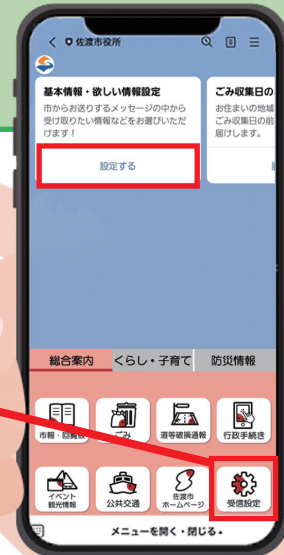 佐渡市役所
基本情報・欲しい情報設定
市からお送りするメッセージの中から
受け取りたい情報などをお選びいただ
けます！
設定する
ごみ収集日の
お住まいの地域
ごみ収集日の前
届けします。
総合案内
くらし・子育て
防災情報
市報・回覧板
ごみ
道等破損通報
行政手続き
イベント
観光情報
公共交通
佐渡市
ホームページ
受信設定
メニューを開く・閉じる